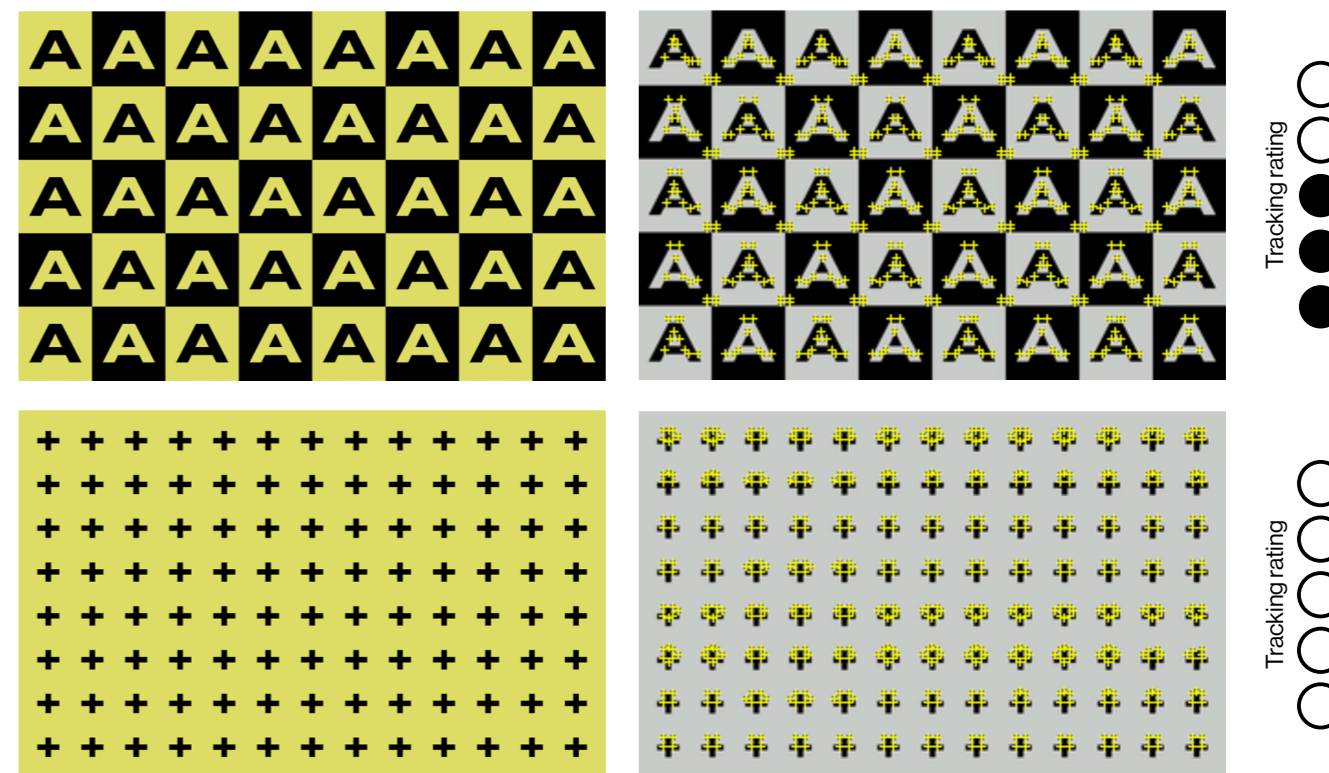 A A A A A A A A
A A A A A A A A
A A A A A A A A
A A A A A A A A
A A A A A A A A
A A A A A A A A
A A A A A A A A
A A A A A A A A
A A A A A A A A
A A A A A A A A
Tracking rating
+ + + + + + + + + + + + +
+ + + + + + + + + + + + +
+ + + + + + + + + + + + +
+ + + + + + + + + + + + +
+ + + + + + + + + + + + +
+ + + + + + + + + + + + +
+ + + + + + + + + + + + +
+ + + + + + + + + + + + +
Tracking rating